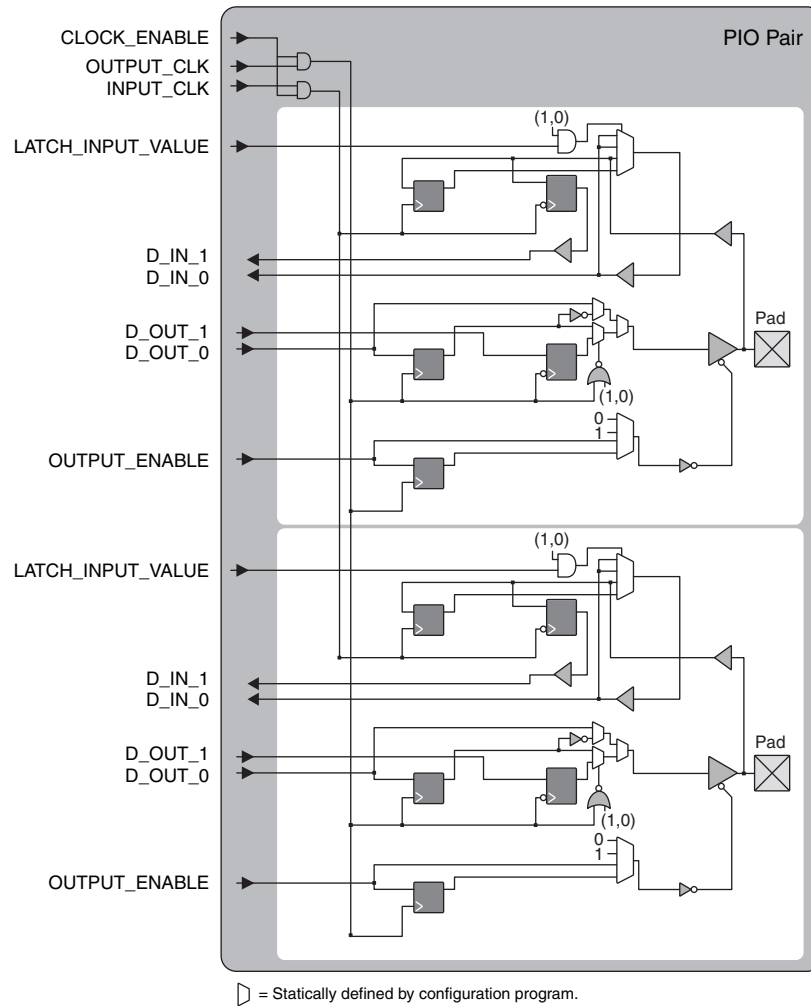 PIO Pair
CLOCK_ENABLE
OUTPUT_CLK
INPUT_CLK
(1,0)
LATCH_INPUT_VALUE
D_IN_1
D_IN_0
D_OUT_1
D_OUT_0
Pad
(1,0)
0
1
OUTPUT_ENABLE
(1,0)
LATCH_INPUT_VALUE
D_IN_1
D_IN_0
D_OUT_1
D_OUT_0
Pad
(1,0)
0
1
OUTPUT_ENABLE
= Statically defined by configuration program.